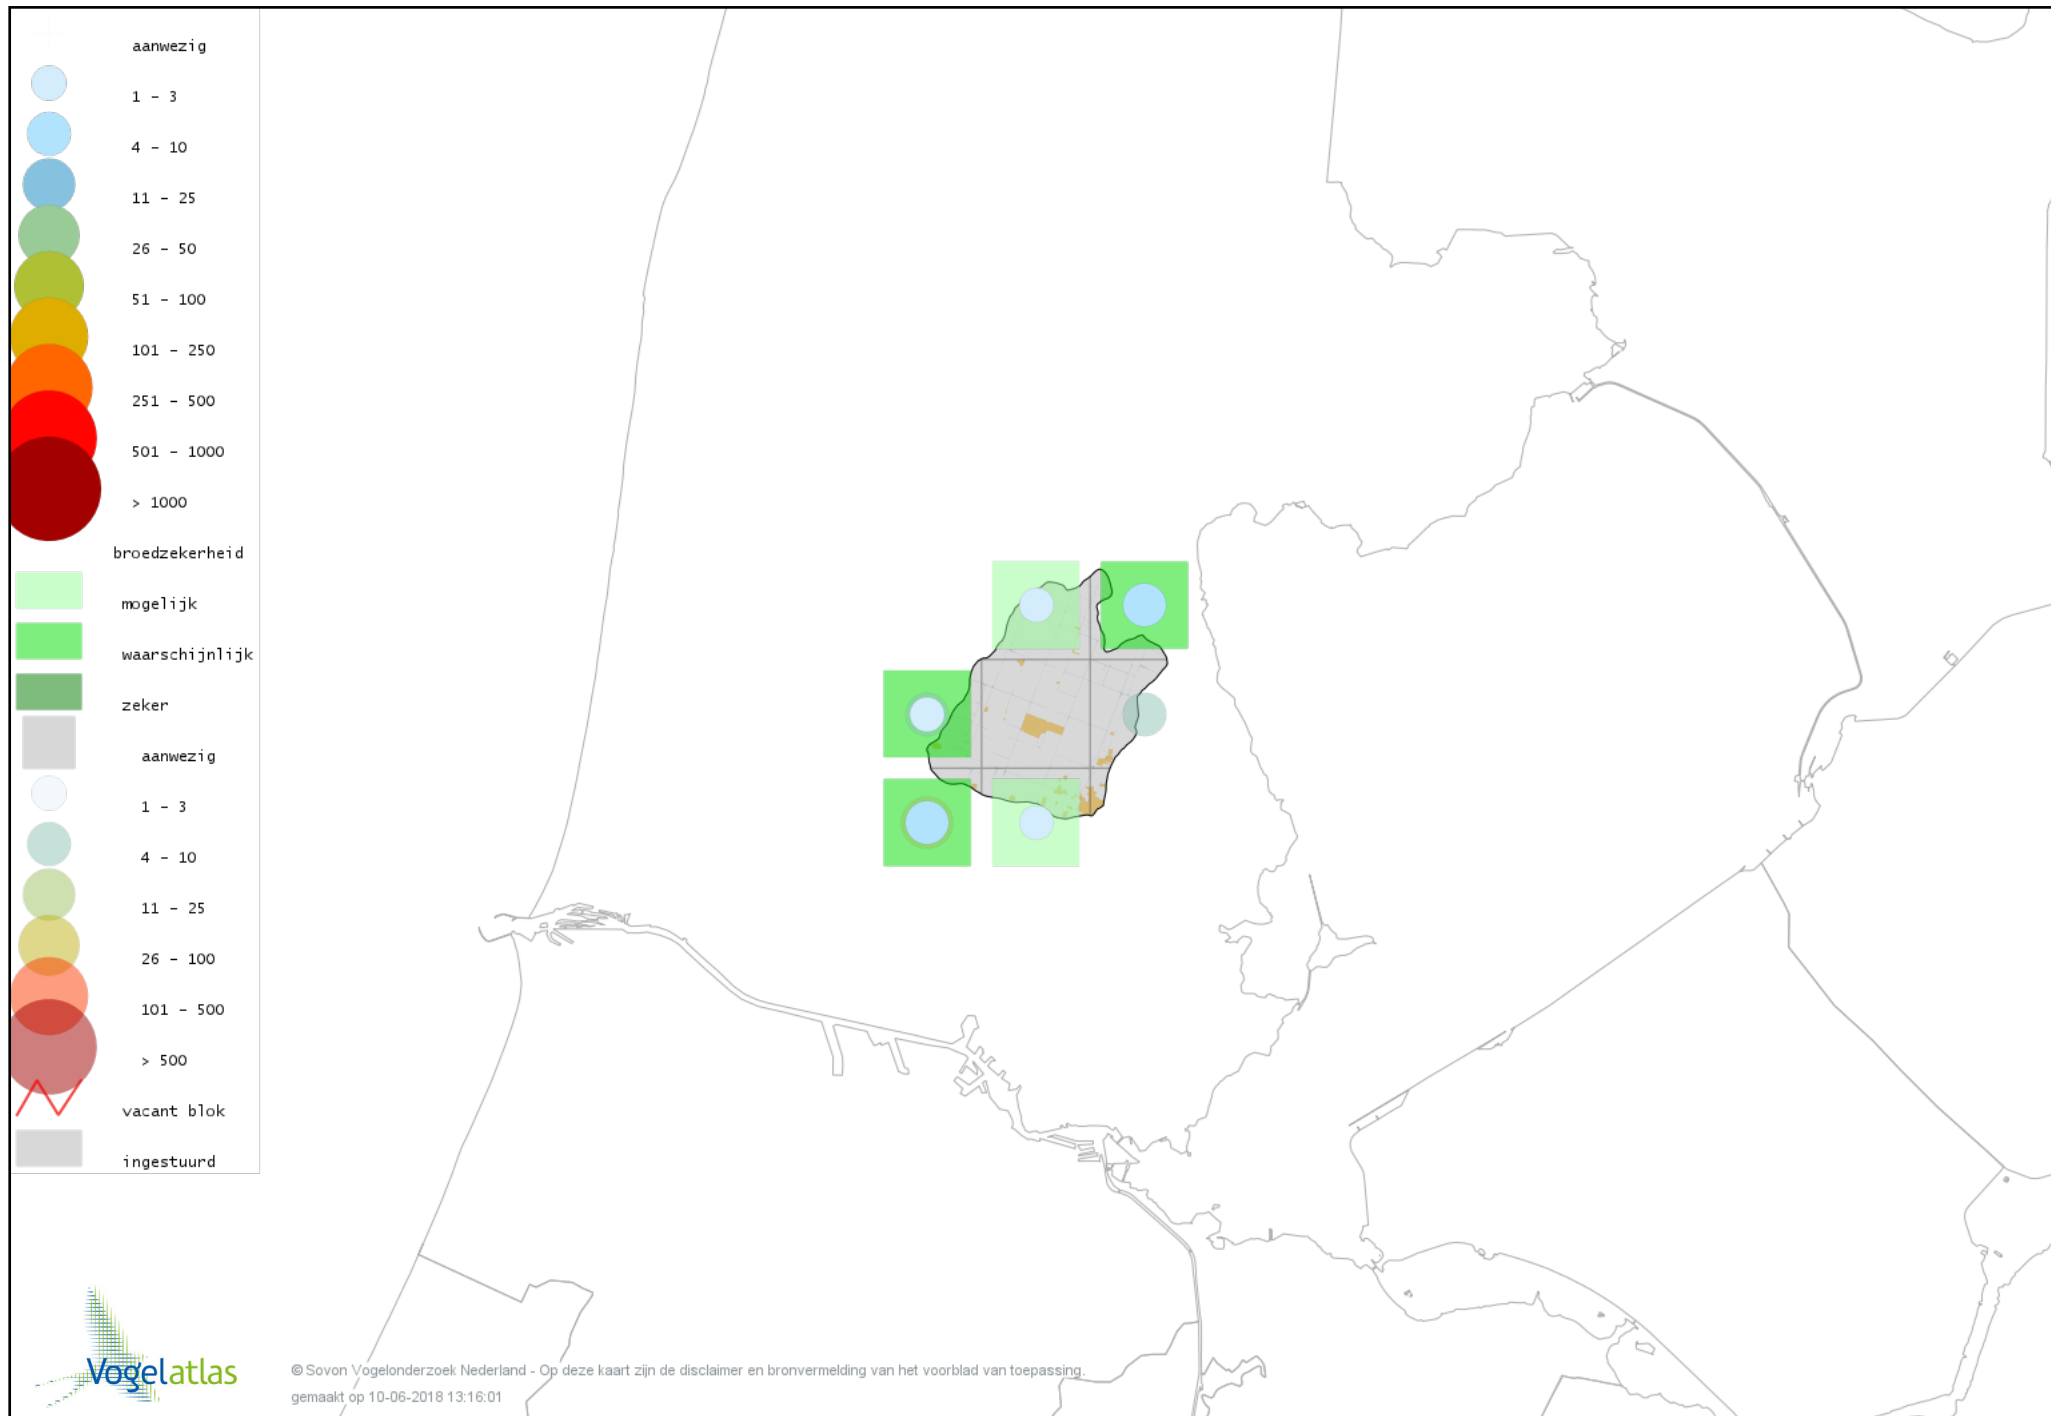 aanwezig
1 - 3
4 - 10
11 - 25
26 - 50
51 - 100
101 - 250
251 - 500
501 - 1000
> 1000
broedzekerheid
mogelijk
waarschijnlijk
zeker
aanwezig
1 - 3
4 - 10
11 - 25
26 - 100
101 - 500
> 500
vacant blok
ingestuurd
Vogelatlas
© Sovon Vogelonderzoek Nederland - Op deze kaart zijn de disclaimer en bronvermelding van het voorblad van toepassing.
gemaakt op 10-06-2018 13:16:01